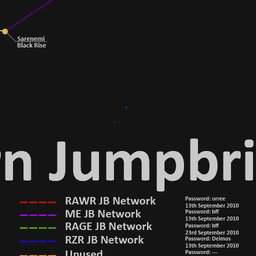 Sarenemi
Black Rise
rn Jumpbri
RAWR JB Network
ME JB Network
RAGE JB Network
RZR JB Network
Unused
Password: orree
13th September 2010
Password: bff
13th September 2010
Password: bff
23rd September 2010
Password: Deimos
13th September 2010
Password: ---